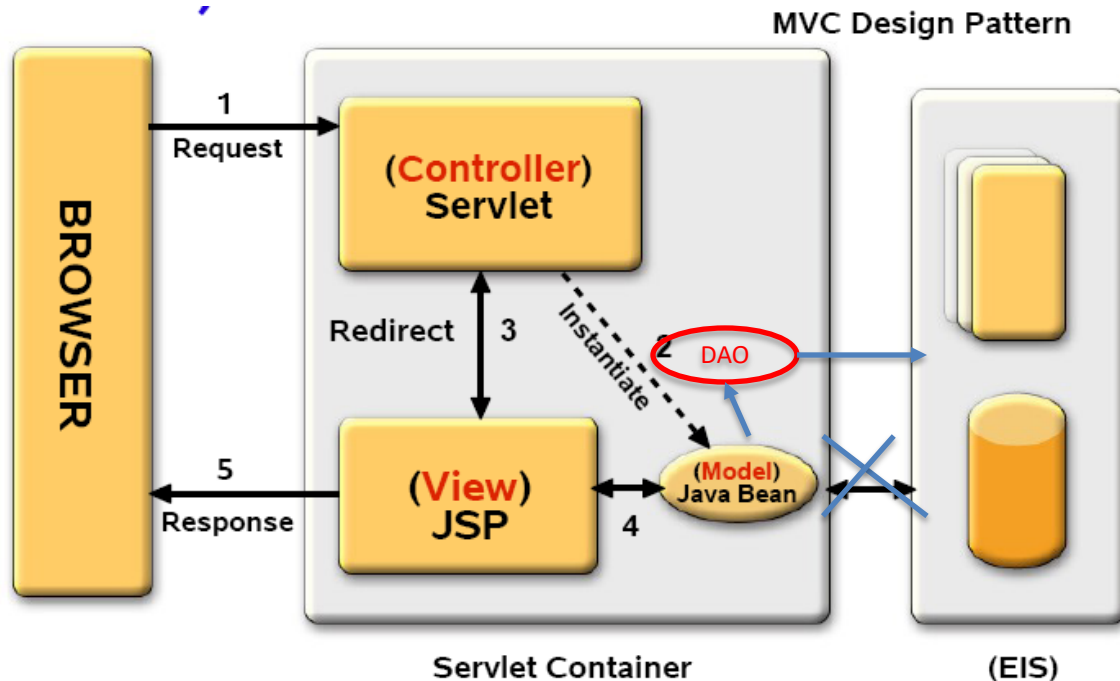 MVC Design Pattern
BROWSER
1
Request
(Controller)
Servlet
Redirect
3
Instantiate
2
DAO
5
Response
(View)
JSP
4
(Model)
Java Bean
Servlet Container
(EIS)